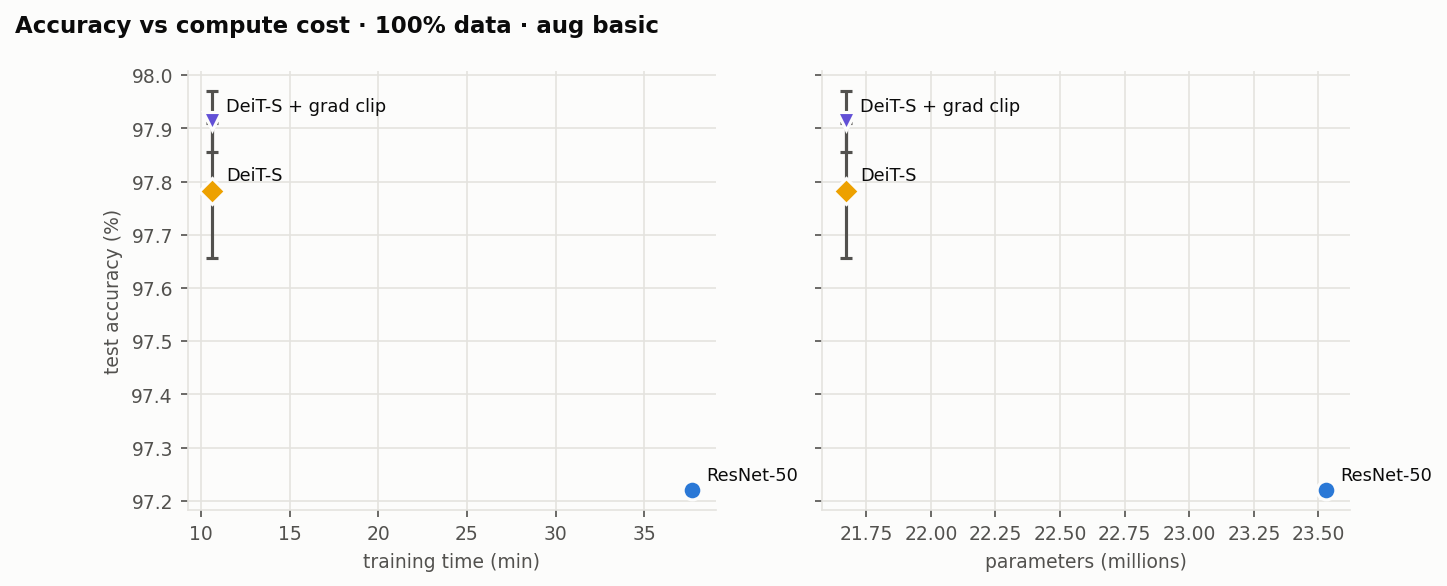 Accuracy vs compute cost · 100% data · aug basic
test accuracy (%)
98.0
97.9
97.8
97.7
97.6
97.5
97.4
97.3
97.2
DeiT-S + grad clip
DeiT-S
ResNet-50
10 15 20 25 30 35
training time (min)
DeiT-S + grad clip
DeiT-S
ResNet-50
21.75 22.00 22.25 22.50 22.75 23.00 23.25 23.50
parameters (millions)